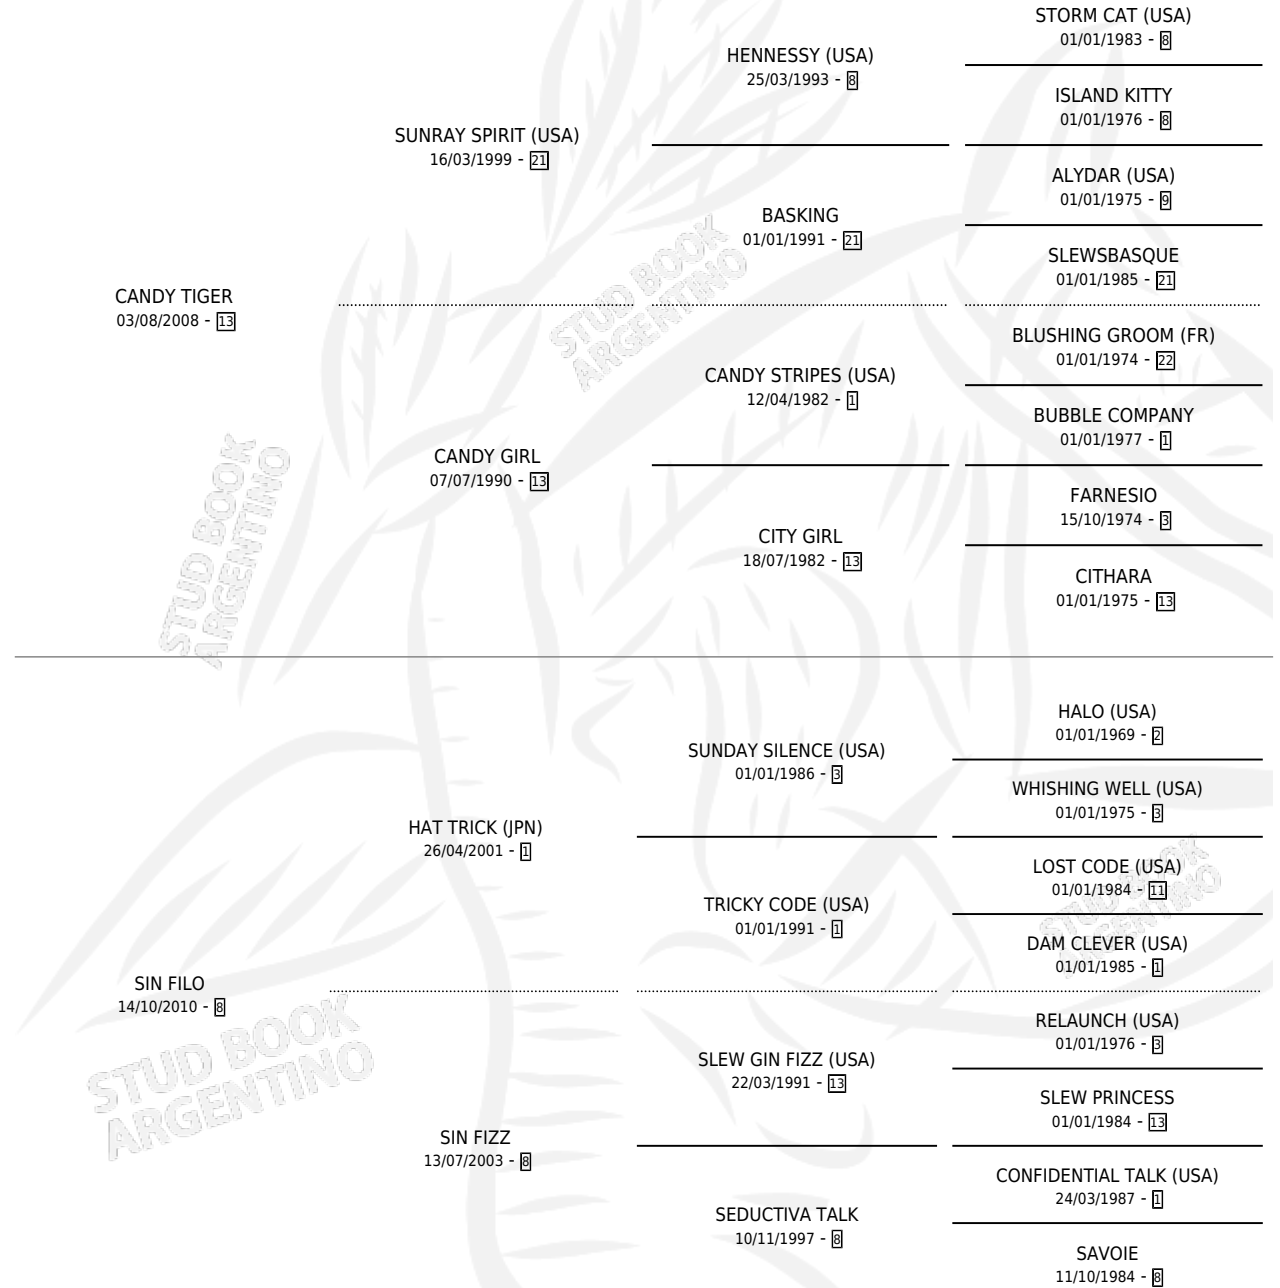 STORM CAT (USA)
01/01/1983 - 8
HENNESSY (USA)
25/03/1993 - 8
ISLAND KITTY
01/01/1976 - 8
SUNRAY SPIRIT (USA)
16/03/1999 - 21
ALYDAR (USA)
01/01/1975 - 9
BASKING
01/01/1991 - 21
SLEWSBASQUE
01/01/1985 - 21
CANDY TIGER
03/08/2008 - 13
STUD BOOK
ARGENTINO
BLUSHING GROOM (FR)
01/01/1974 - 22
CANDY STRIPES (USA)
12/04/1982 - 1
BUBBLE COMPANY
01/01/1977 - 1
CANDY GIRL
07/07/1990 - 13
FARNESIO
15/10/1974 - 3
CITY GIRL
18/07/1982 - 13
CITHARA
01/01/1975 - 13
STUD BOOK
ARGENTINO
HALO (USA)
01/01/1969 - 2
SUNDAY SILENCE (USA)
01/01/1986 - 3
WHISHING WELL (USA)
01/01/1975 - 3
HAT TRICK (JPN)
26/04/2001 - 1
LOST CODE (USA)
01/01/1984 - 11
TRICKY CODE (USA)
01/01/1991 - 1
STUD BOOK
ARGENTINO
DAM CLEVER (USA)
01/01/1985 - 1
SIN FILO
14/10/2010 - 8
STUD BOOK
ARGENTINO
RELAUNCH (USA)
01/01/1976 - 3
SLEW GIN FIZZ (USA)
22/03/1991 - 13
SLEW PRINCESS
01/01/1984 - 13
SIN FIZZ
13/07/2003 - 8
CONFIDENTIAL TALK (USA)
24/03/1987 - 1
SEDUCTIVA TALK
10/11/1997 - 8
SAVOIE
11/10/1984 - 8